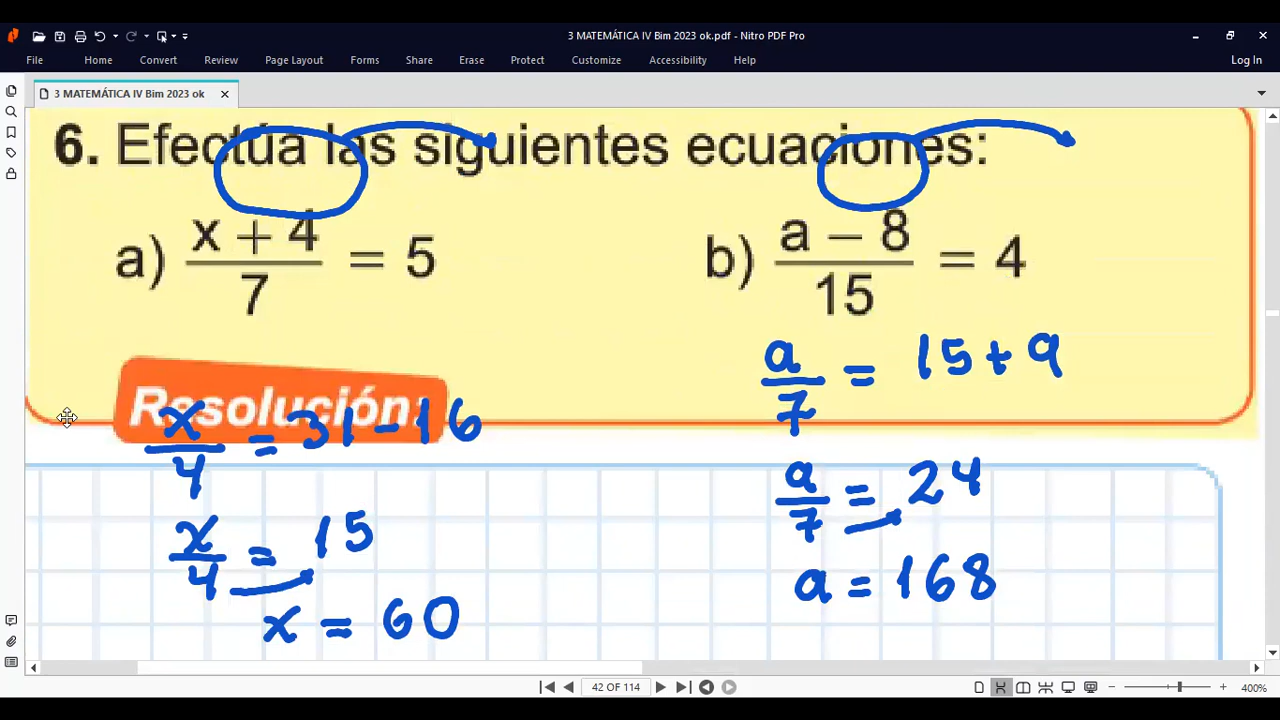 3 MATEMÁTICA IV Bim 2023 ok.pdf - Nitro PDF Pro
File Home Convert Review Page Layout Forms Share Erase Protect Customize Accessibility Help Log In
3 MATEMÁTICA IV Bim 2023 ok
6. Efectúa las siguientes ecuaciones:
a) x + 4 / 7 = 5 b) a – 8 / 15 = 4
a/7 = 15 + 9
Resolución:
x/4 = 31 - 16
a/7 = 24
x/4 = 15
a = 168
x = 60
42 OF 114 400%